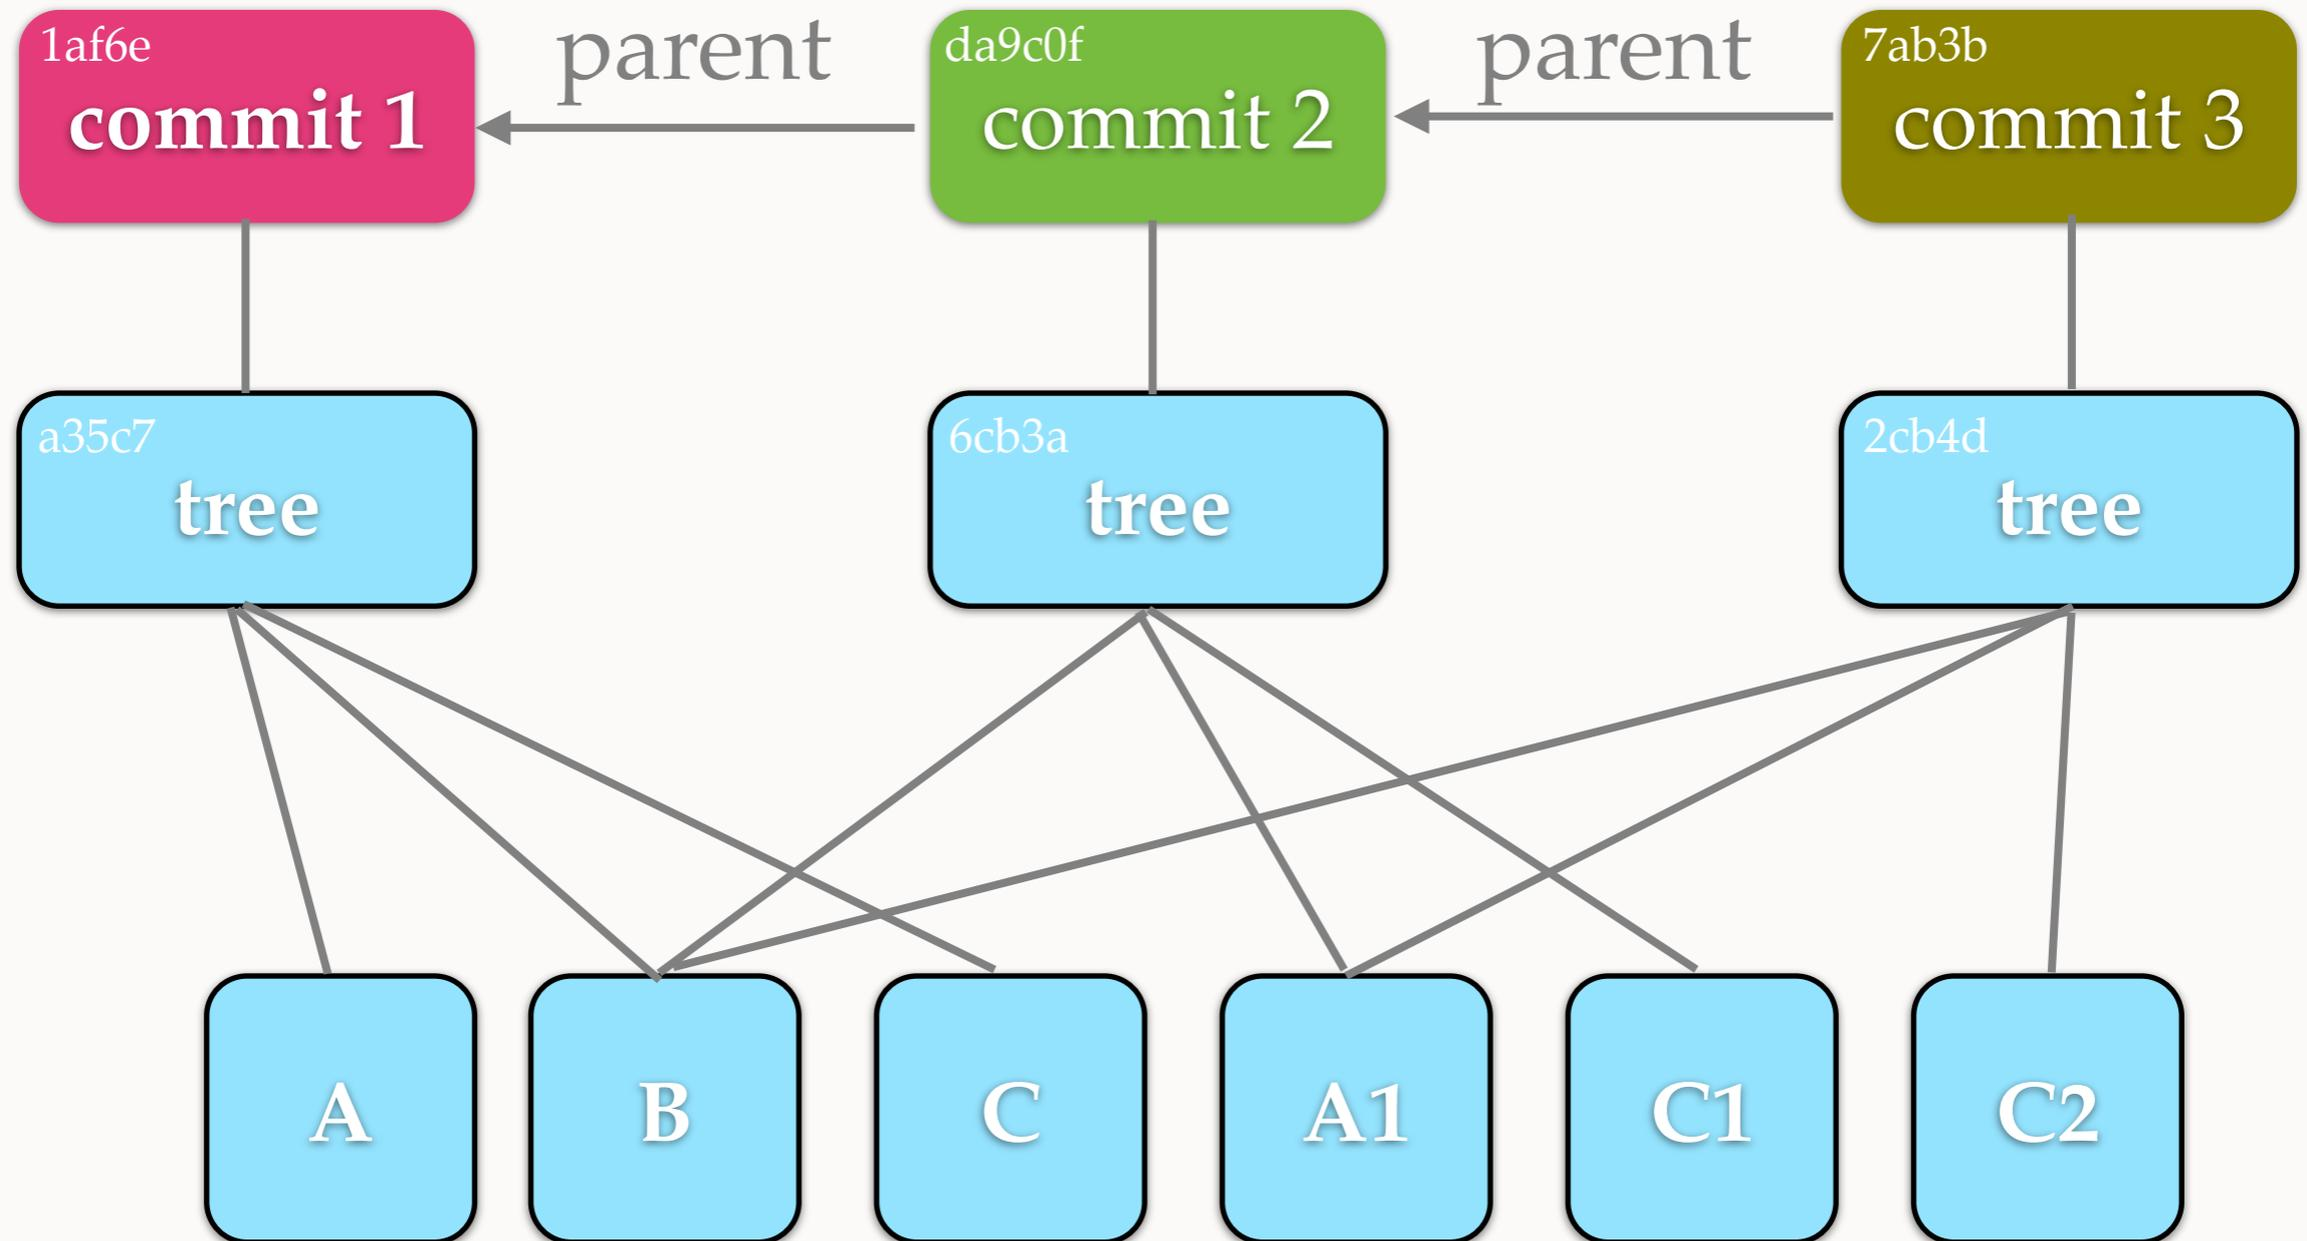 1af6e
commit 1
parent
da9c0f
commit 2
parent
7ab3b
commit 3
a35c7
tree
6cb3a
tree
2cb4d
tree
A
B
C
A1
C1
C2